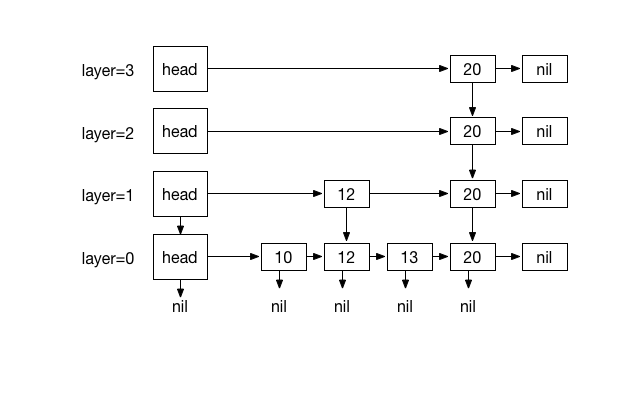 layer=3 head 20 nil
layer=2 head 20 nil
layer=1 head 12 20 nil
layer=0 head 10 12 13 20 nil
nil nil nil nil nil